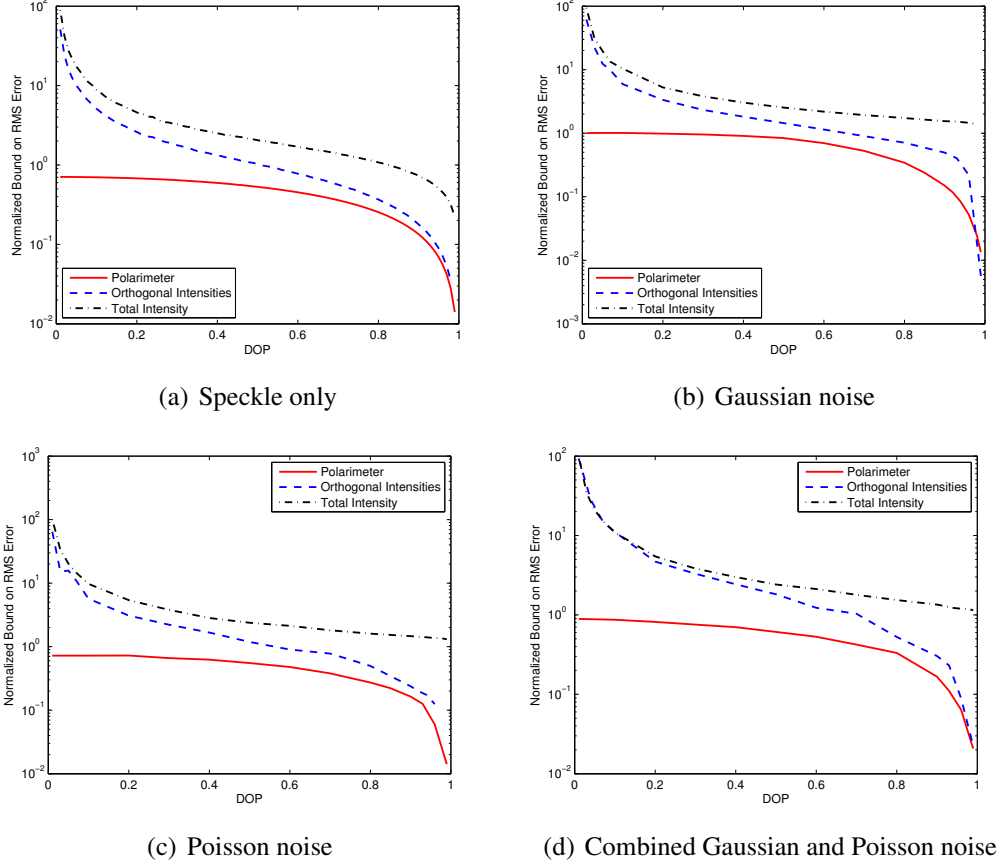 10^2
10^1
10^0
10^-1
10^-2
Normalized Bound on RMS Error
Polarimeter
Orthogonal Intensities
Total Intensity
0 0.2 0.4 0.6 0.8 1
DOP
(a) Speckle only
10^2
10^1
10^0
10^-1
10^-2
10^-3
Normalized Bound on RMS Error
Polarimeter
Orthogonal Intensities
Total Intensity
0 0.2 0.4 0.6 0.8 1
DOP
(b) Gaussian noise
10^3
10^2
10^1
10^0
10^-1
10^-2
Normalized Bound on RMS Error
Polarimeter
Orthogonal Intensities
Total Intensity
0 0.2 0.4 0.6 0.8 1
DOP
(c) Poisson noise
10^2
10^1
10^0
10^-1
10^-2
Normalized Bound on RMS Error
Polarimeter
Orthogonal Intensities
Total Intensity
0 0.2 0.4 0.6 0.8 1
DOP
(d) Combined Gaussian and Poisson noise